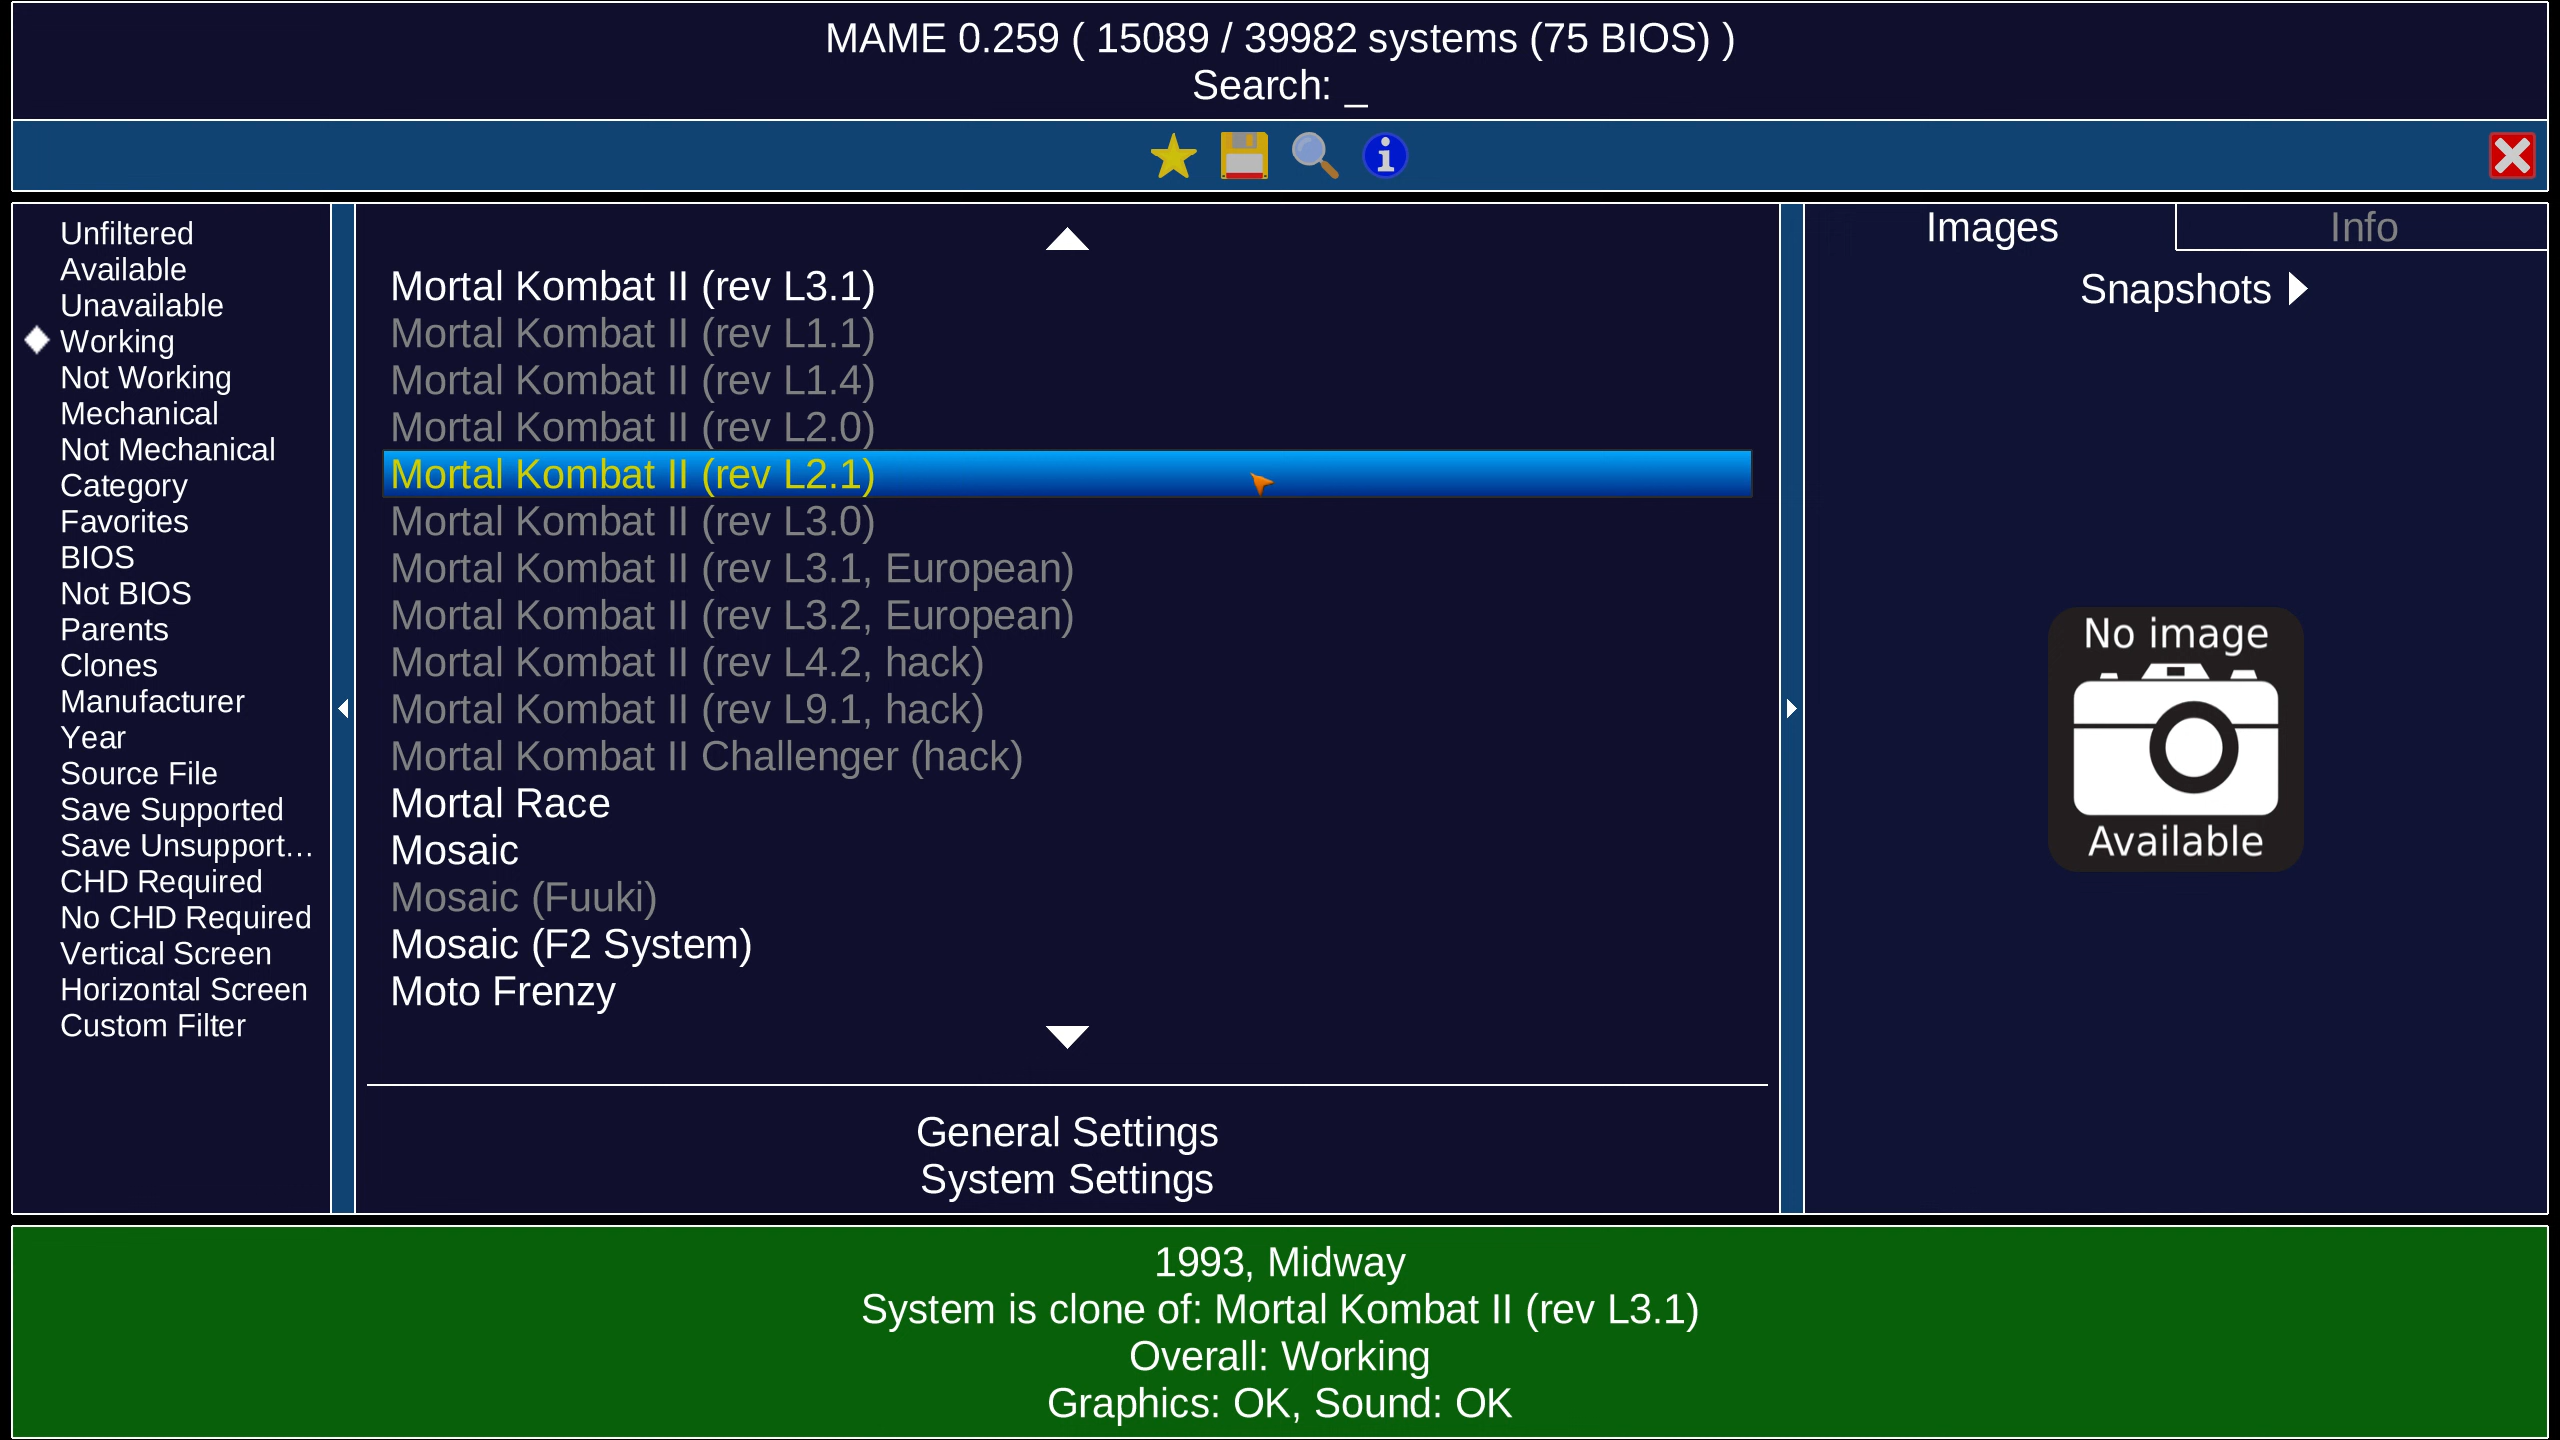 MAME 0.259 ( 15089 / 39982 systems (75 BIOS) )
Search: _
Unfiltered
Available
Unavailable
Working
Not Working
Mechanical
Not Mechanical
Category
Favorites
BIOS
Not BIOS
Parents
Clones
Manufacturer
Year
Source File
Save Supported
Save Unsupport...
CHD Required
No CHD Required
Vertical Screen
Horizontal Screen
Custom Filter
Mortal Kombat II (rev L3.1)
Mortal Kombat II (rev L1.1)
Mortal Kombat II (rev L1.4)
Mortal Kombat II (rev L2.0)
Mortal Kombat II (rev L2.1)
Mortal Kombat II (rev L3.0)
Mortal Kombat II (rev L3.1, European)
Mortal Kombat II (rev L3.2, European)
Mortal Kombat II (rev L4.2, hack)
Mortal Kombat II (rev L9.1, hack)
Mortal Kombat II Challenger (hack)
Mortal Race
Mosaic
Mosaic (Fuuki)
Mosaic (F2 System)
Moto Frenzy
General Settings
System Settings
Images
Info
Snapshots
No image
Available
1993, Midway
System is clone of: Mortal Kombat II (rev L3.1)
Overall: Working
Graphics: OK, Sound: OK